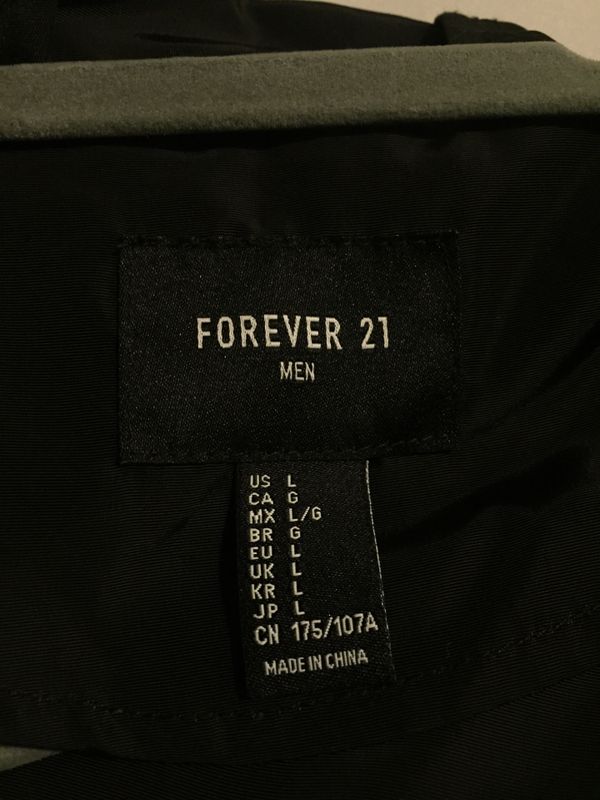 FOREVER 21
MEN
US L
CA G
MX L/G
BR G
EU L
UK L
KR L
JP L
CN 175/107A
MADE IN CHINA